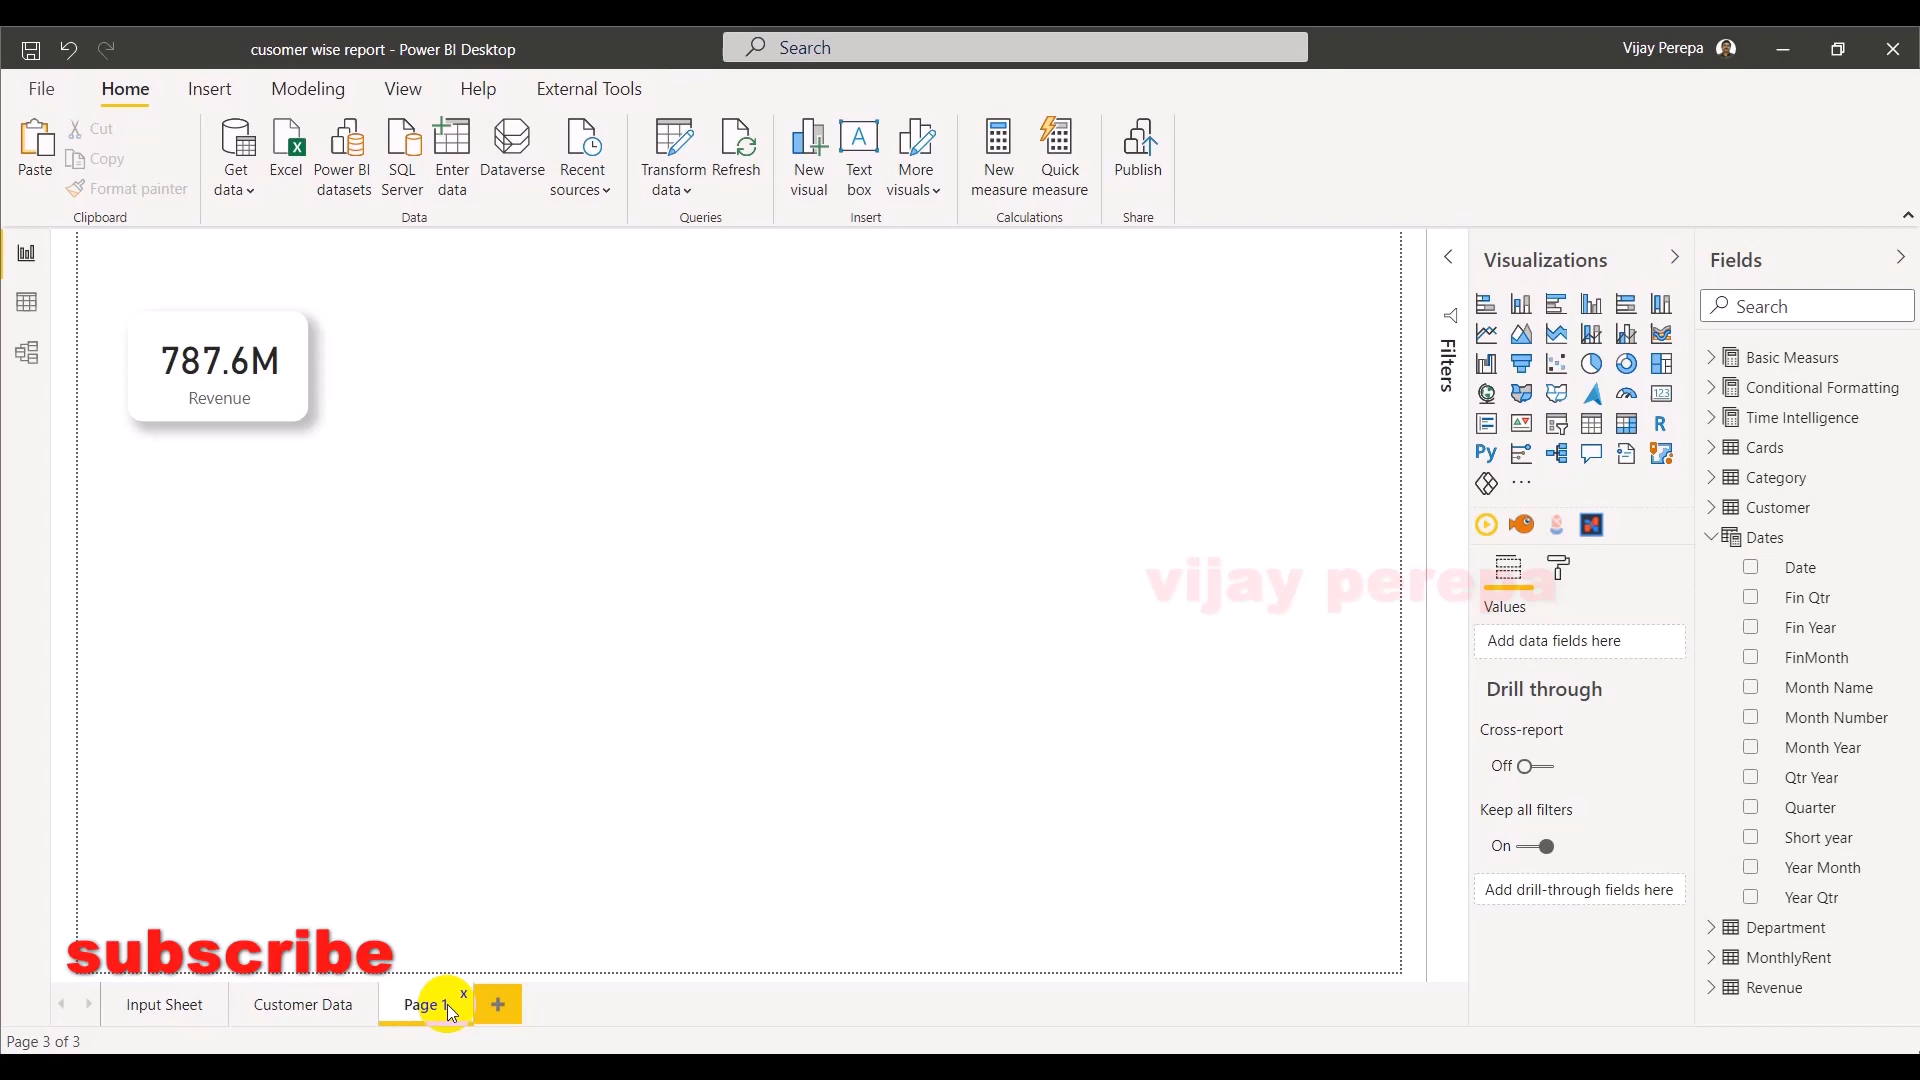 cusomer wise report - Power BI Desktop
Search
Vijay Perepa
File
Home
Insert
Modeling
View
Help
External Tools
Paste
Cut
Copy
Format painter
Clipboard
Get data
Excel
Power BI datasets
SQL Server
Enter data
Dataverse
Recent sources
Data
Transform data
Refresh
Queries
New visual
Text box
More visuals
Insert
New measure
Quick measure
Calculations
Publish
Share
787.6M
Revenue
Filters
Visualizations
123
R
Py
Values
Add data fields here
Drill through
Cross-report
Off
Keep all filters
On
Add drill-through fields here
Fields
Search
Basic Measurs
Conditional Formatting
Time Intelligence
Cards
Category
Customer
Dates
Date
Fin Qtr
Fin Year
FinMonth
Month Name
Month Number
Month Year
Qtr Year
Quarter
Short year
Year Month
Year Qtr
Department
MonthlyRent
Revenue
vijay perepa
subscribe
Input Sheet
Customer Data
Page 1
x
Page 3 of 3